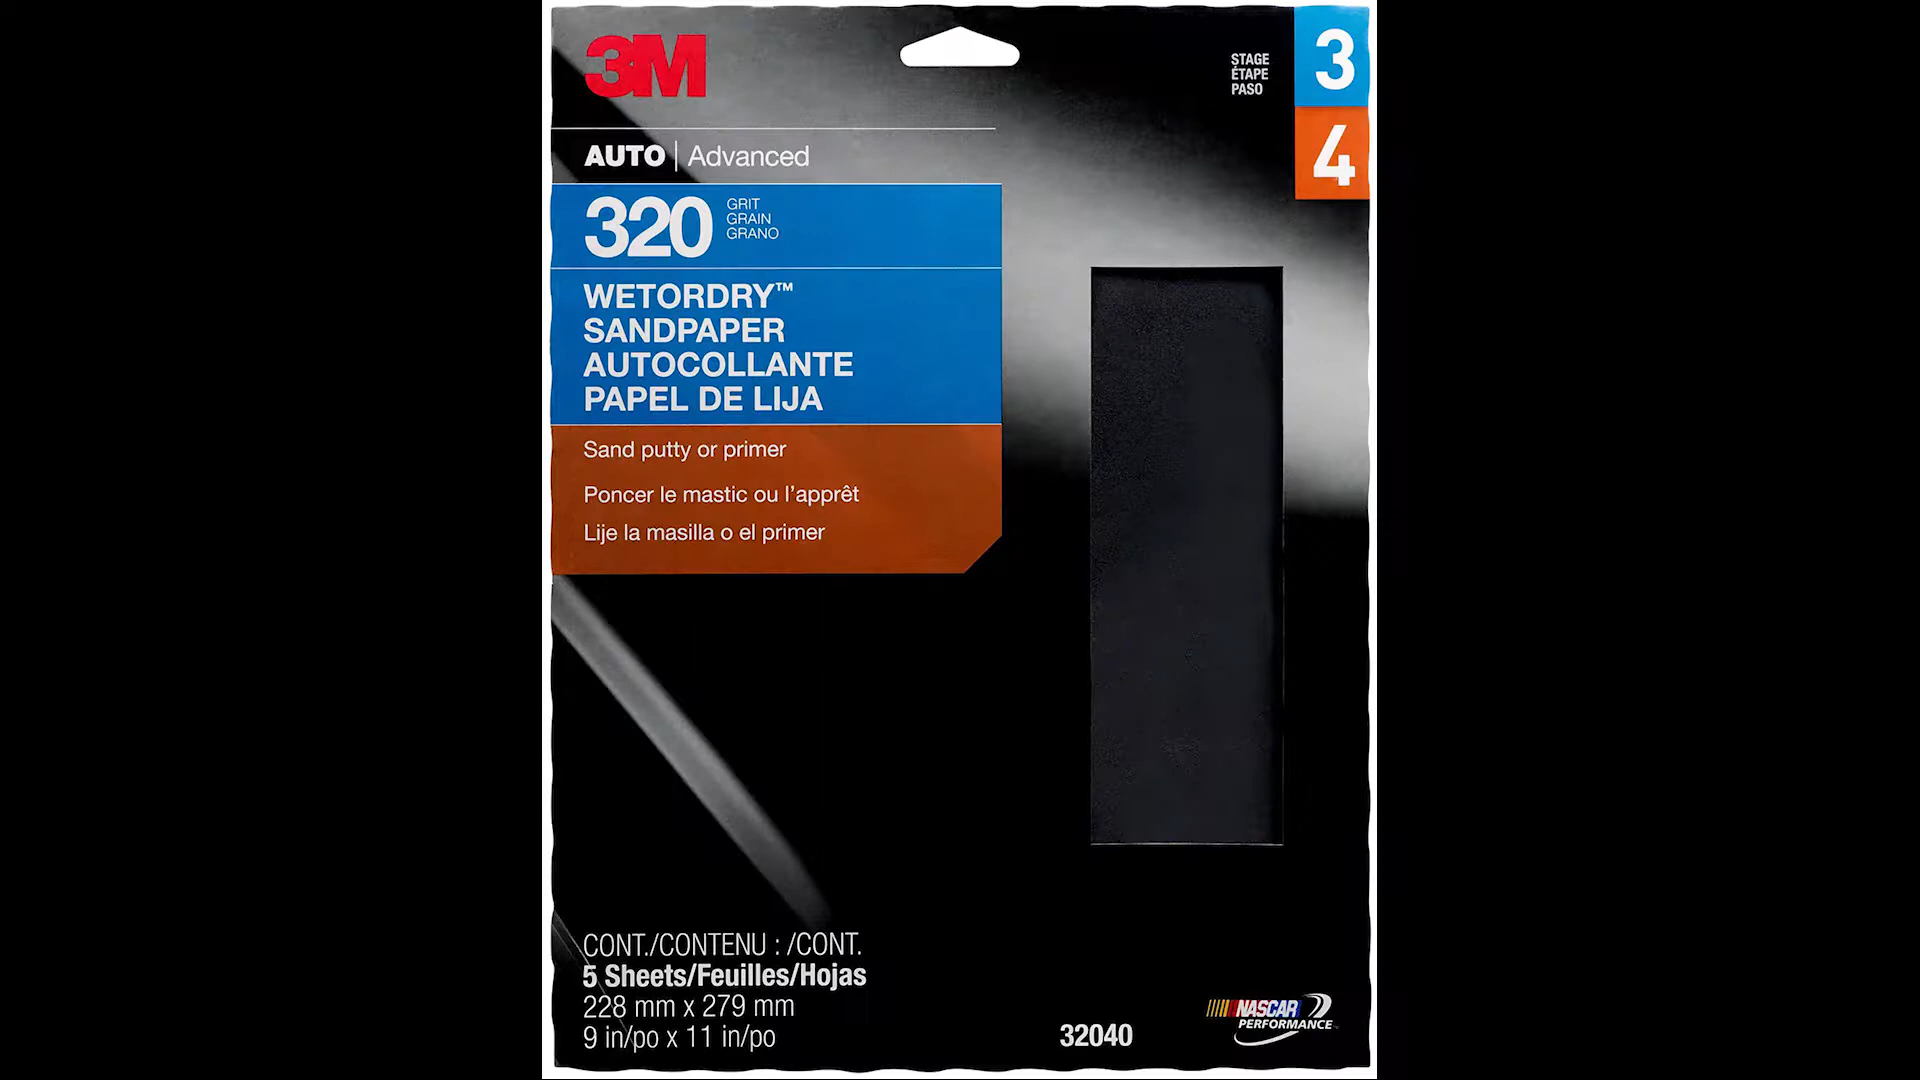 3M
STAGE
ÉTAPE
PASO
3
4
AUTO | Advanced
320
GRIT
GRAIN
GRANO
WETORDRY™
SANDPAPER
AUTOCOLLANTE
PAPEL DE LIJA
Sand putty or primer
Poncer le mastic ou l'apprêt
Lije la masilla o el primer
CONT./CONTENU : /CONT.
5 Sheets/Feuilles/Hojas
228 mm x 279 mm
9 in/po x 11 in/po
32040
NASCAR
PERFORMANCE